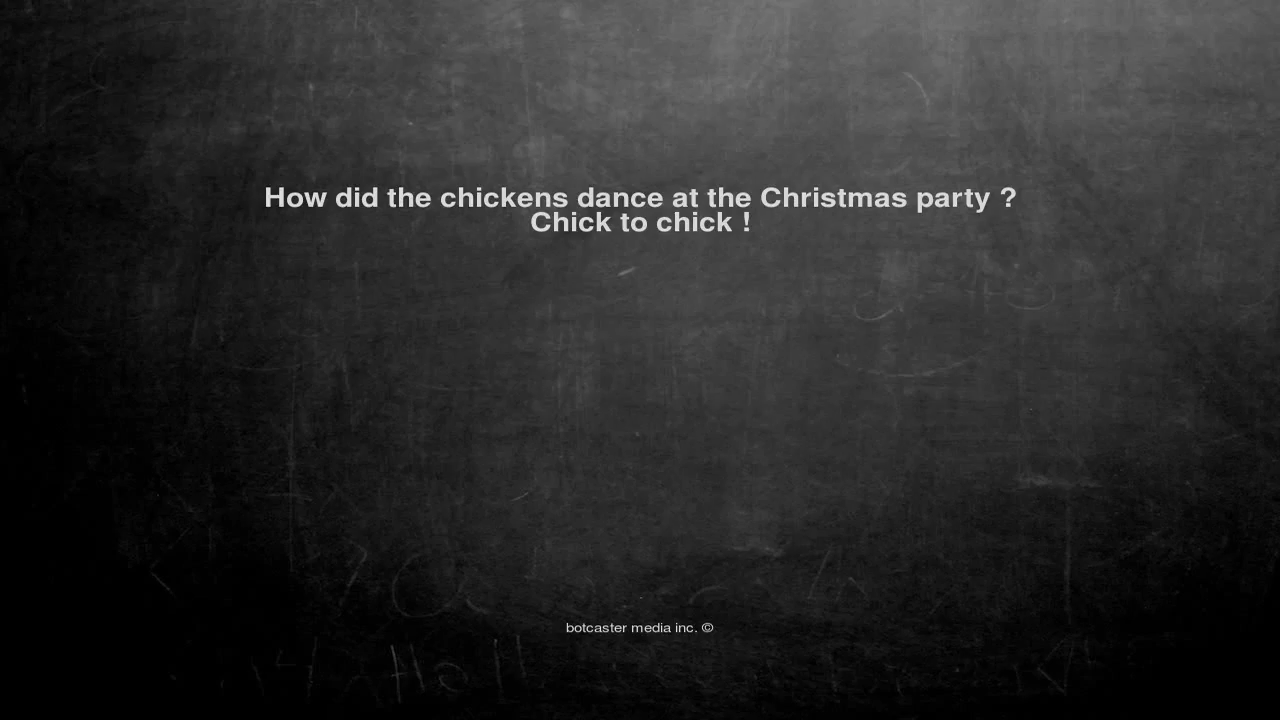 How did the chickens dance at the Christmas party ?
Chick to chick !
botcaster media inc. ©